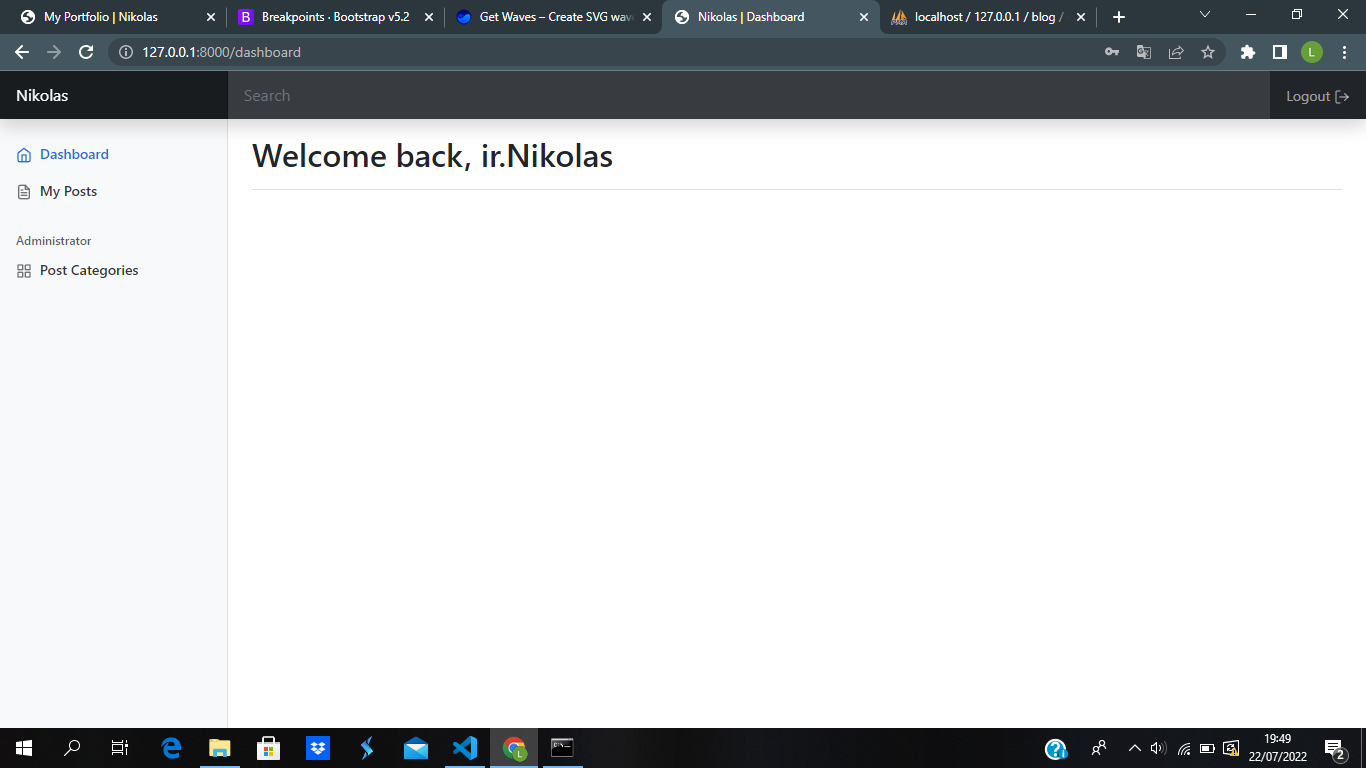 My Portfolio | Nikolas
B Breakpoints · Bootstrap v5.2
Get Waves – Create SVG wav
Nikolas | Dashboard
localhost / 127.0.0.1 / blog /
127.0.0.1:8000/dashboard
L
Nikolas
Search
Logout
Dashboard
Welcome back, ir.Nikolas
My Posts
Administrator
Post Categories
L
19:49
22/07/2022
2